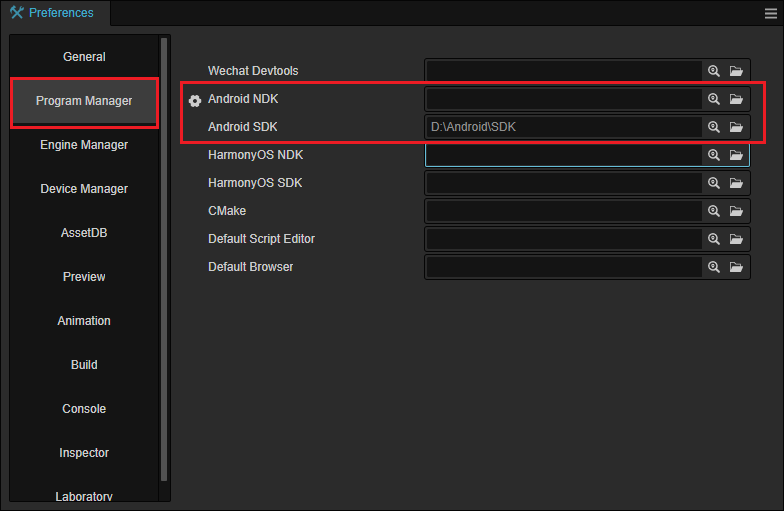 Preferences
General
Program Manager
Engine Manager
Device Manager
AssetDB
Preview
Animation
Build
Console
Inspector
Laboratory
Wechat Devtools
Android NDK
Android SDK D:\Android\SDK
HarmonyOS NDK
HarmonyOS SDK
CMake
Default Script Editor
Default Browser